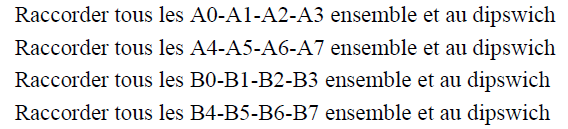 Raccorder tous les A0-A1-A2-A3 ensemble et au dipswich
Raccorder tous les A4-A5-A6-A7 ensemble et au dipswich
Raccorder tous les B0-B1-B2-B3 ensemble et au dipswich
Raccorder tous les B4-B5-B6-B7 ensemble et au dipswich